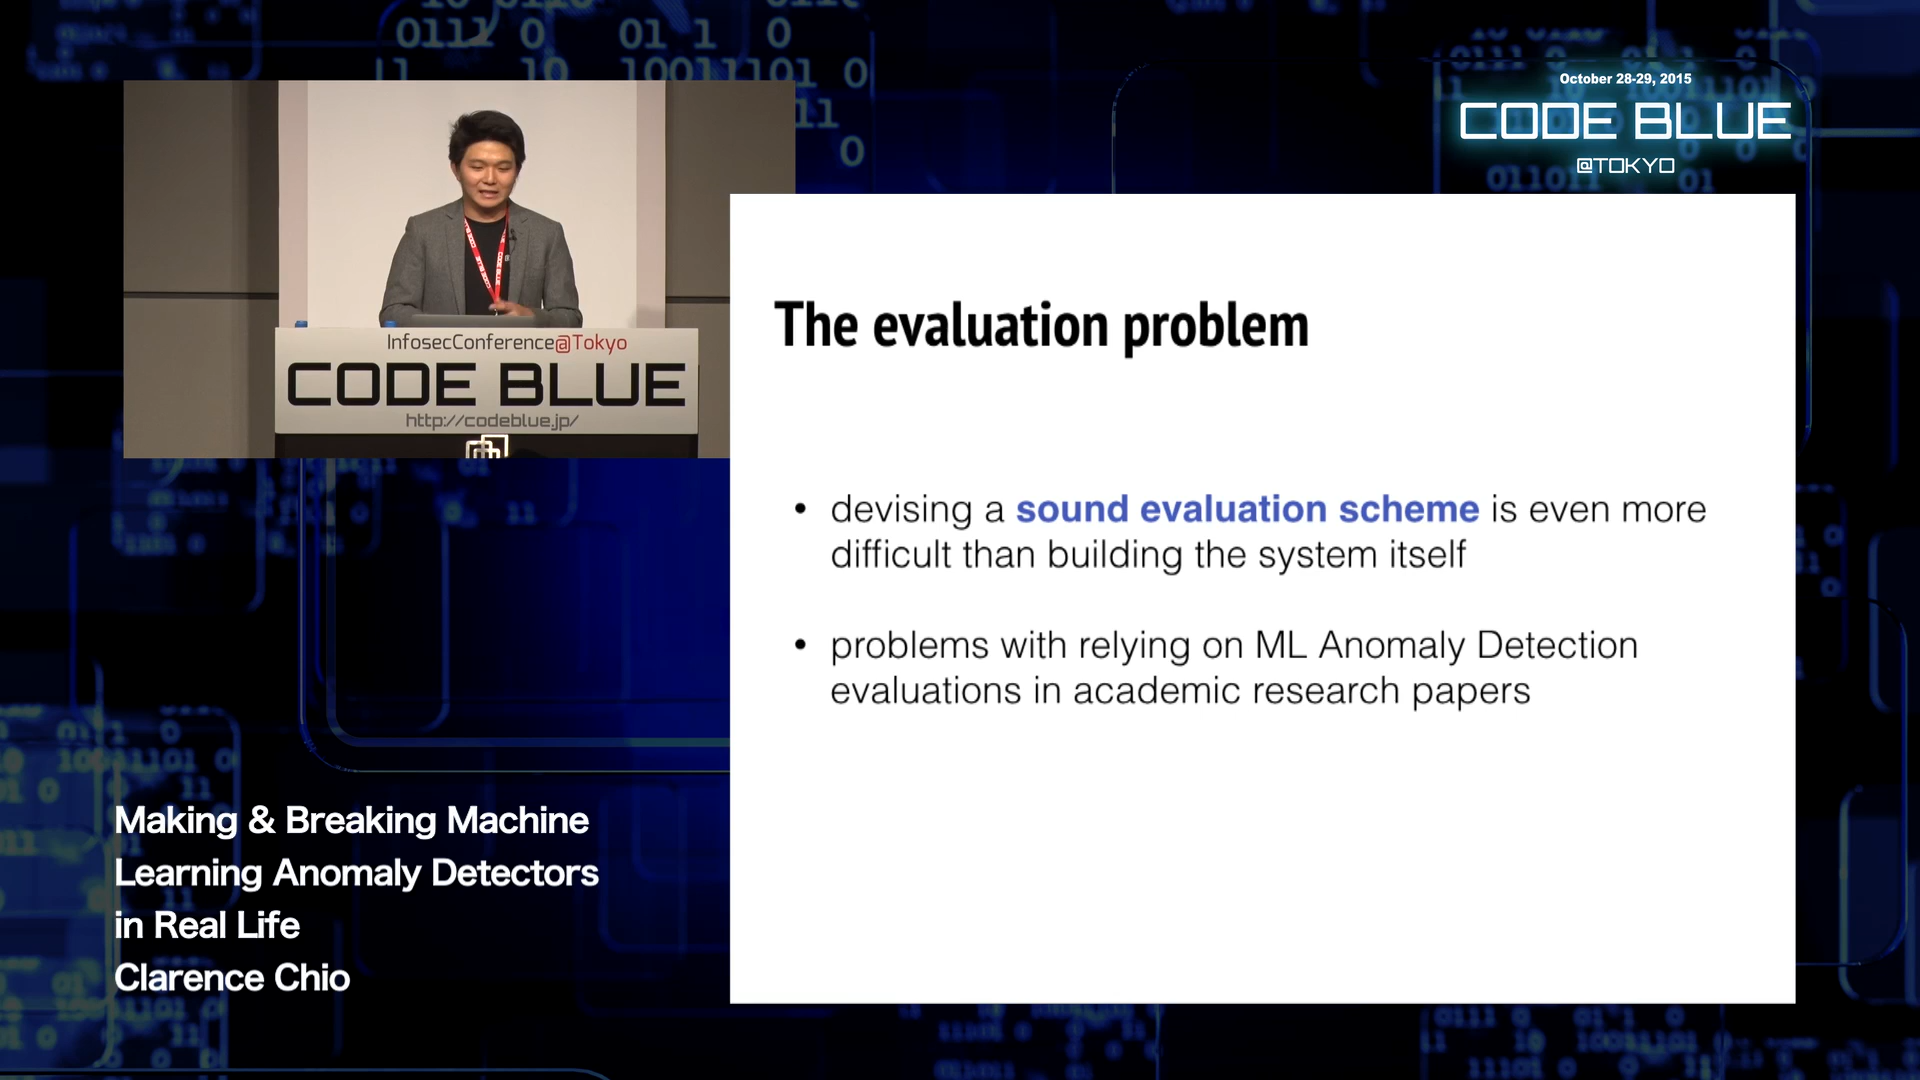 October 28-29, 2015
CODE BLUE
@TOKYO
InfosecConference@Tokyo
CODE BLUE
http://codeblue.jp/
The evaluation problem
• devising a sound evaluation scheme is even more
difficult than building the system itself
• problems with relying on ML Anomaly Detection
evaluations in academic research papers
Making & Breaking Machine
Learning Anomaly Detectors
in Real Life
Clarence Chio